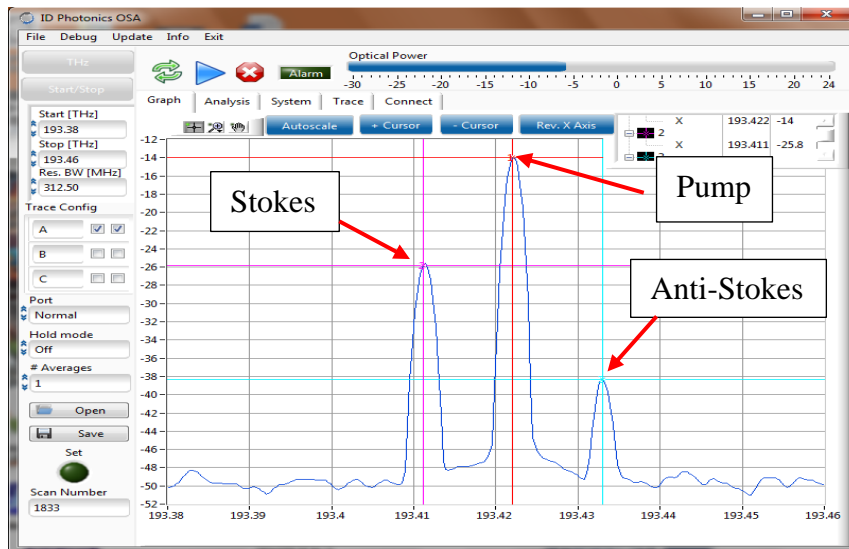 ID Photonics OSA
File Debug Update Info Exit
THz
Start/Stop
Optical Power
Alarm
-30 -25 -20 -15 -10 -5 0 5 10 15 20 24
Graph Analysis System Trace Connect
Start [THz]
193.38
Stop [THz]
193.46
Res. BW [MHz]
312.50
Trace Config
A
B
C
Port
Normal
Hold mode
Off
# Averages
1
Open
Save
Set
Scan Number
1833
Autoscale + Cursor - Cursor Rev. X Axis
X 193.422 -14
2
X 193.411 -25.8
Stokes
Pump
Anti-Stokes
1
2
-12
-14
-16
-18
-20
-22
-24
-26
-28
-30
-32
-34
-36
-38
-40
-42
-44
-46
-48
-50
-52
193.38 193.39 193.4 193.41 193.42 193.43 193.44 193.45 193.46